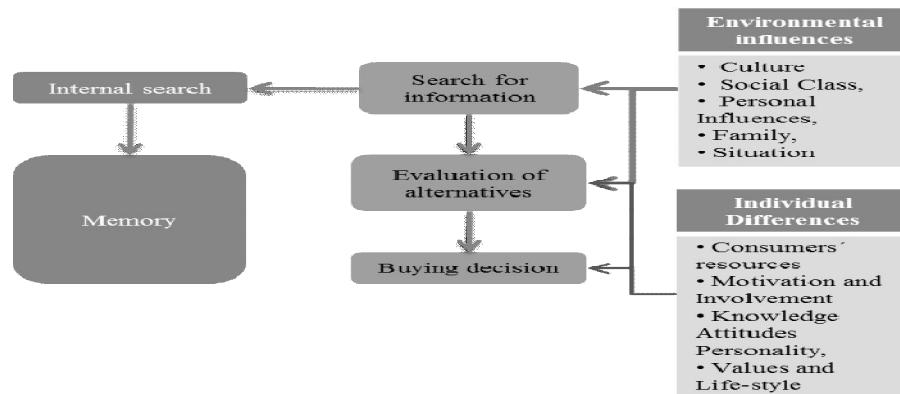 Internal search
Memory
Search for
information
Evaluation of
alternatives
Buying decision
Environmental
influences
• Culture
• Social Class,
• Personal
Influences,
• Family,
• Situation
Individual
Differences
• Consumers´
resources
• Motivation and
Involvement
• Knowledge
Attitudes
Personality,
• Values and
Life-style